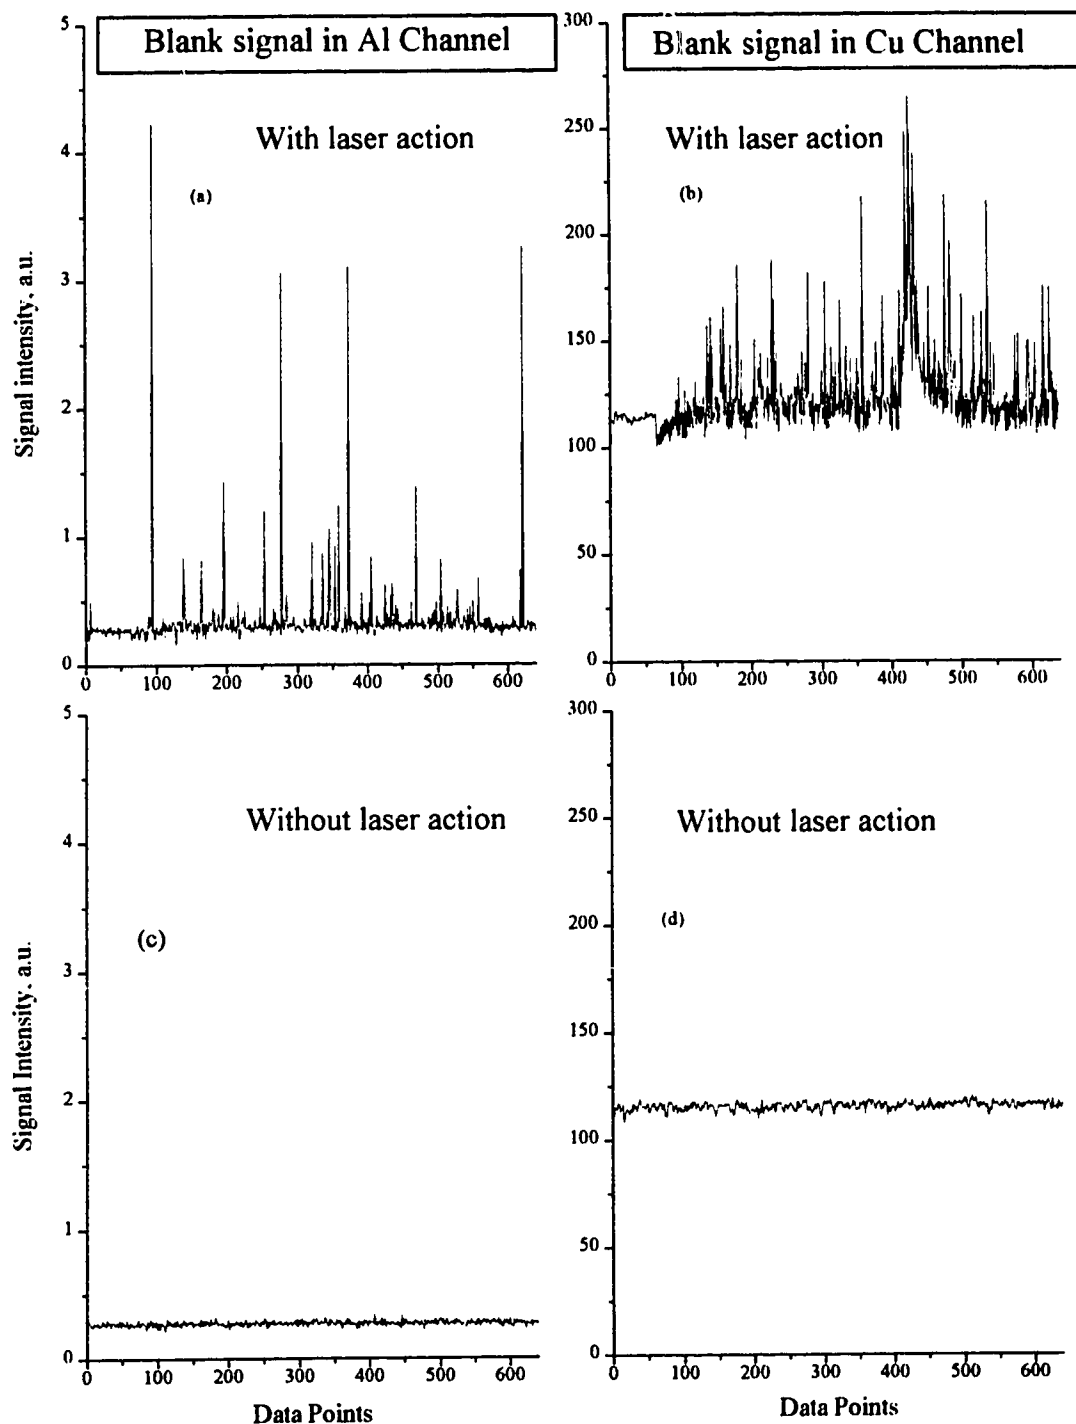 Blank signal in Al Channel
With laser action
(a)
Signal intensity, a.u.
5
4
3
2
1
0
0 100 200 300 400 500 600
Blank signal in Cu Channel
With laser action
(b)
300
250
200
150
100
50
0
100 200 300 400 500 600
Without laser action
(c)
Signal Intensity, a.u.
5
4
3
2
1
0
0 100 200 300 400 500 600
Data Points
Without laser action
(d)
300
250
200
150
100
50
0
0 100 200 300 400 500 600
Data Points